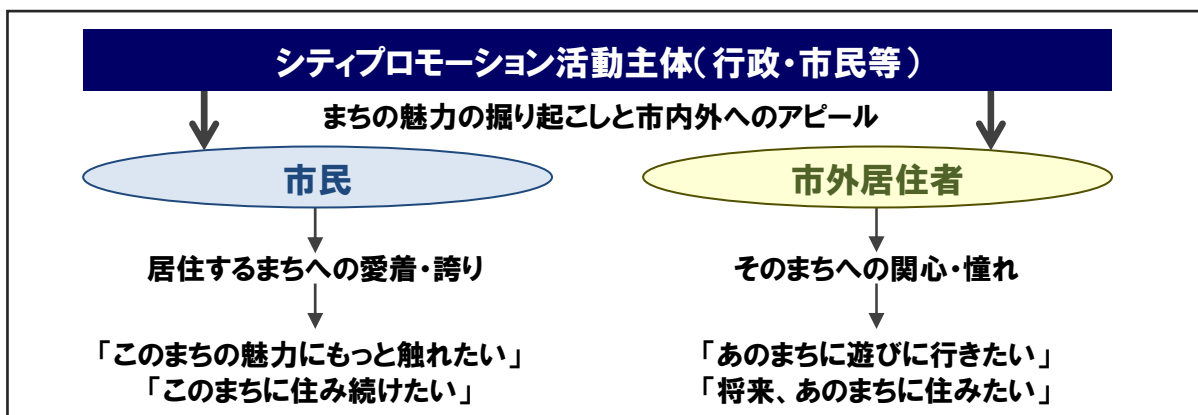 シティプロモーション活動主体(行政・市民等)
まちの魅力の掘り起こしと市内外へのアピール
市民
市外居住者
居住するまちへの愛着・誇り
そのまちへの関心・憧れ
「このまちの魅力にもっと触れたい」
「このまちに住み続けたい」
「あのまちに遊びに行きたい」
「将来、あのまちに住みたい」